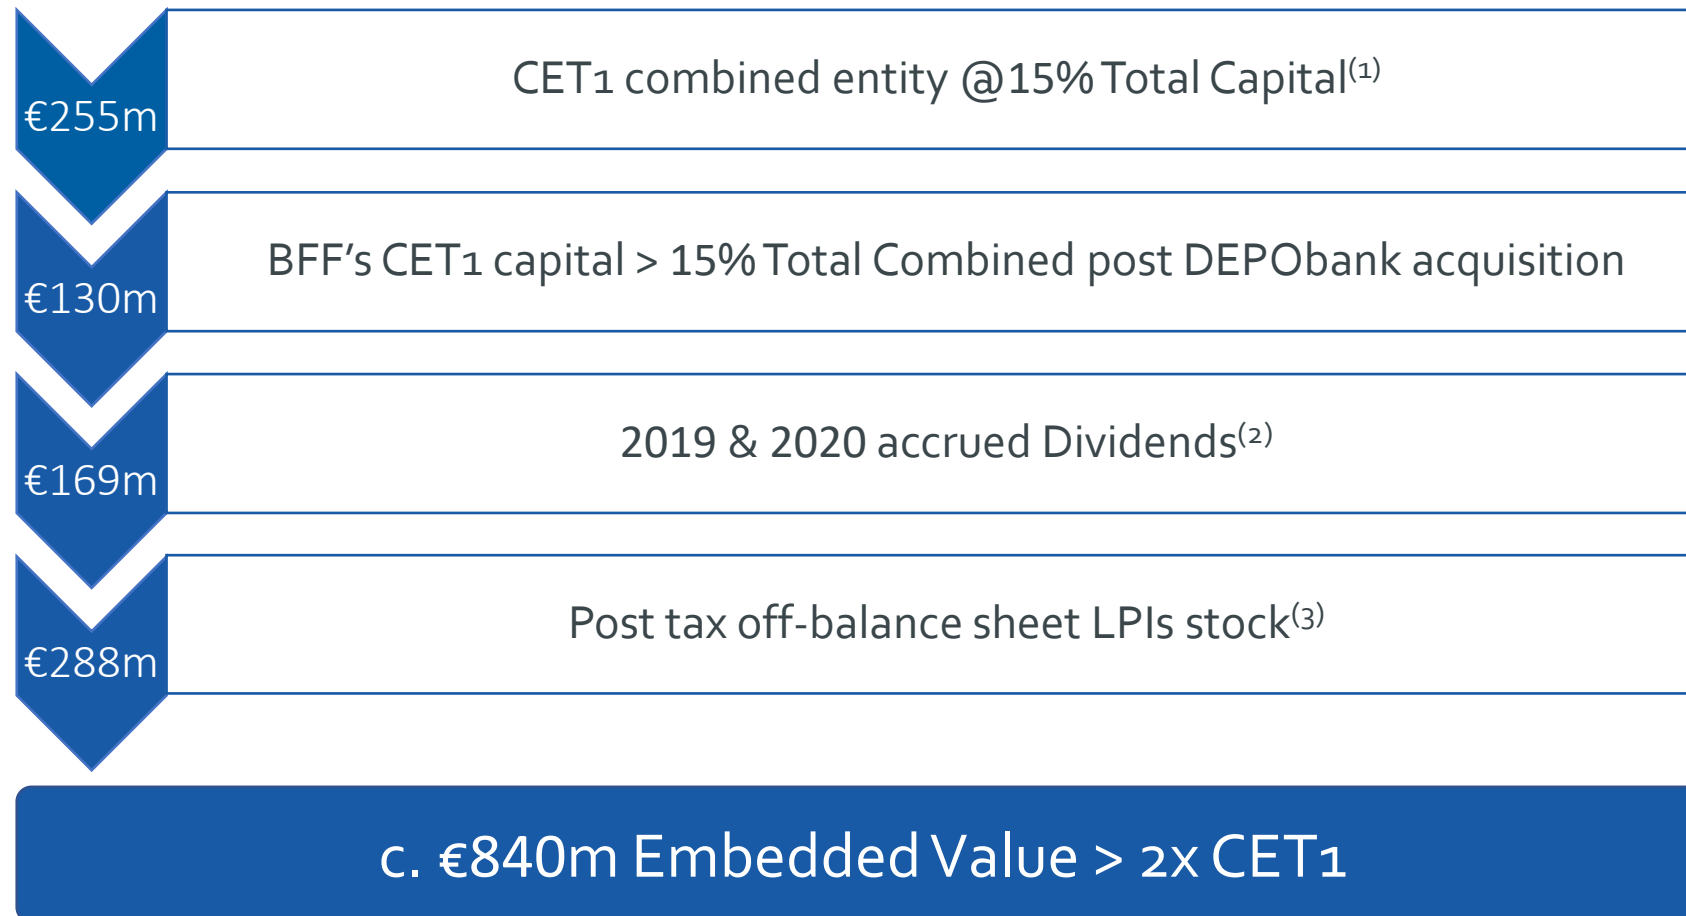 CET1 combined entity @15% Total Capital(1)
€255m
BFF's CET1 capital > 15% Total Combined post DEPObank acquisition
€130m
2019 & 2020 accrued Dividends(2)
€169m
Post tax off-balance sheet LPIs stock(3)
€288m
c. €840m Embedded Value > 2x CET1